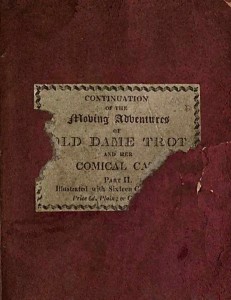 CONTINUATION
OF THE
Moving Adventures
OF
OLD DAME TROT
AND HER
COMICAL CA
PART II.
Illustrated with Sixteen C
Price 1s. Plain; or